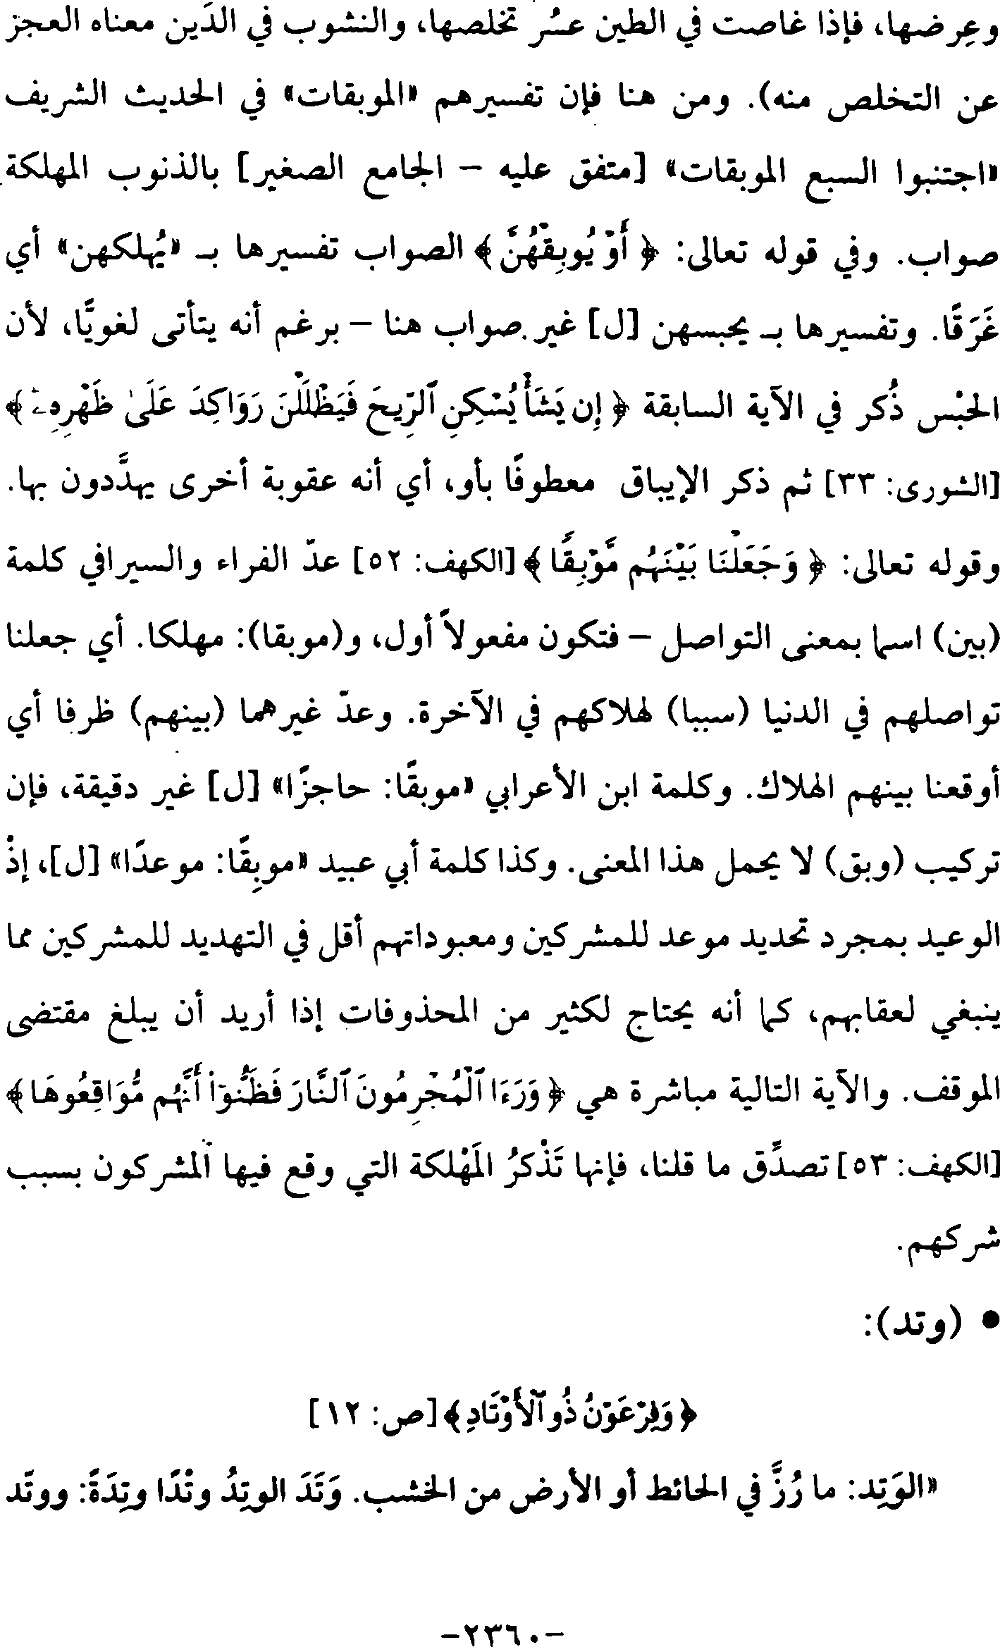 وعِرضها، فإذا غاصت في الطين عسُر تخلصها، والنشوب في الدَين معناه العجز
عن التخلص منه). ومن هنا فإن تفسيرهم «الموبقات» في الحديث الشريف
«اجتنبوا السبع الموبقات» [متفق عليه – الجامع الصغير] بالذنوب المهلكة
صواب. وفي قوله تعالى: ﴿ أَوْ يُوبِقْهُنَّ ﴾ الصواب تفسيرها بـ «يُهلكهن» أي
غَرَقًا. وتفسيرها بـ يحبسهن [ل] غير صواب هنا – برغم أنه يتأتى لغويًّا، لأن
الحبْس ذُكر في الآية السابقة ﴿ إِن يَشَأْ يُسْكِنِ ٱلرِّيحَ فَيَظْلَلْنَ رَوَاكِدَ عَلَىٰ ظَهْرِهِۦٓ ﴾
[الشورى: ٣٣] ثم ذكر الإيباق معطوفًا بأو، أي أنه عقوبة أخرى يهدَّدون بها.
وقوله تعالى: ﴿ وَجَعَلْنَا بَيْنَهُم مَّوْبِقًا ﴾ [الكهف: ٥٢] عدّ الفراء والسيرافي كلمة
(بين) اسما بمعنى التواصل – فتكون مفعولاً أول، و(موبقا): مهلكا. أي جعلنا
تواصلهم في الدنيا (سببا) لهلاكهم في الآخرة. وعدّ غيرهما (بينهم) ظرفا أي
أوقعنا بينهم الهلاك. وكلمة ابن الأعرابي «موبقًا: حاجزًا» [ل] غير دقيقة، فإن
تركيب (وبق) لا يحمل هذا المعنى. وكذا كلمة أبي عبيد «موبِقًا: موعدًا» [ل]، إذْ
الوعيد بمجرد تحديد موعد للمشركين ومعبوداتهم أقل في التهديد للمشركين مما
ينبغي لعقابهم، كما أنه يحتاج لكثير من المحذوفات إذا أريد أن يبلغ مقتضى
الموقف. والآية التالية مباشرة هي ﴿ وَرَءَا ٱلْمُجْرِمُونَ ٱلنَّارَ فَظَنُّوٓا۟ أَنَّهُم مُّوَاقِعُوهَا ﴾
[الكهف: ٥٣] تصدِّق ما قلنا، فإنها تَذْكرُ المَهْلكة التي وقع فيها المشركون بسبب
شركهم.
• (وتد):
﴿ وَفِرْعَوْنُ ذُو ٱلْأَوْتَادِ ﴾ [ص: ١٢]
«الوَتِد: ما رُزَّ في الحائط أو الأرض من الخشب. وَتَدَ الوتِدُ وتْدًا وتِدَةً: ووتّد
-٢٣٦٠-